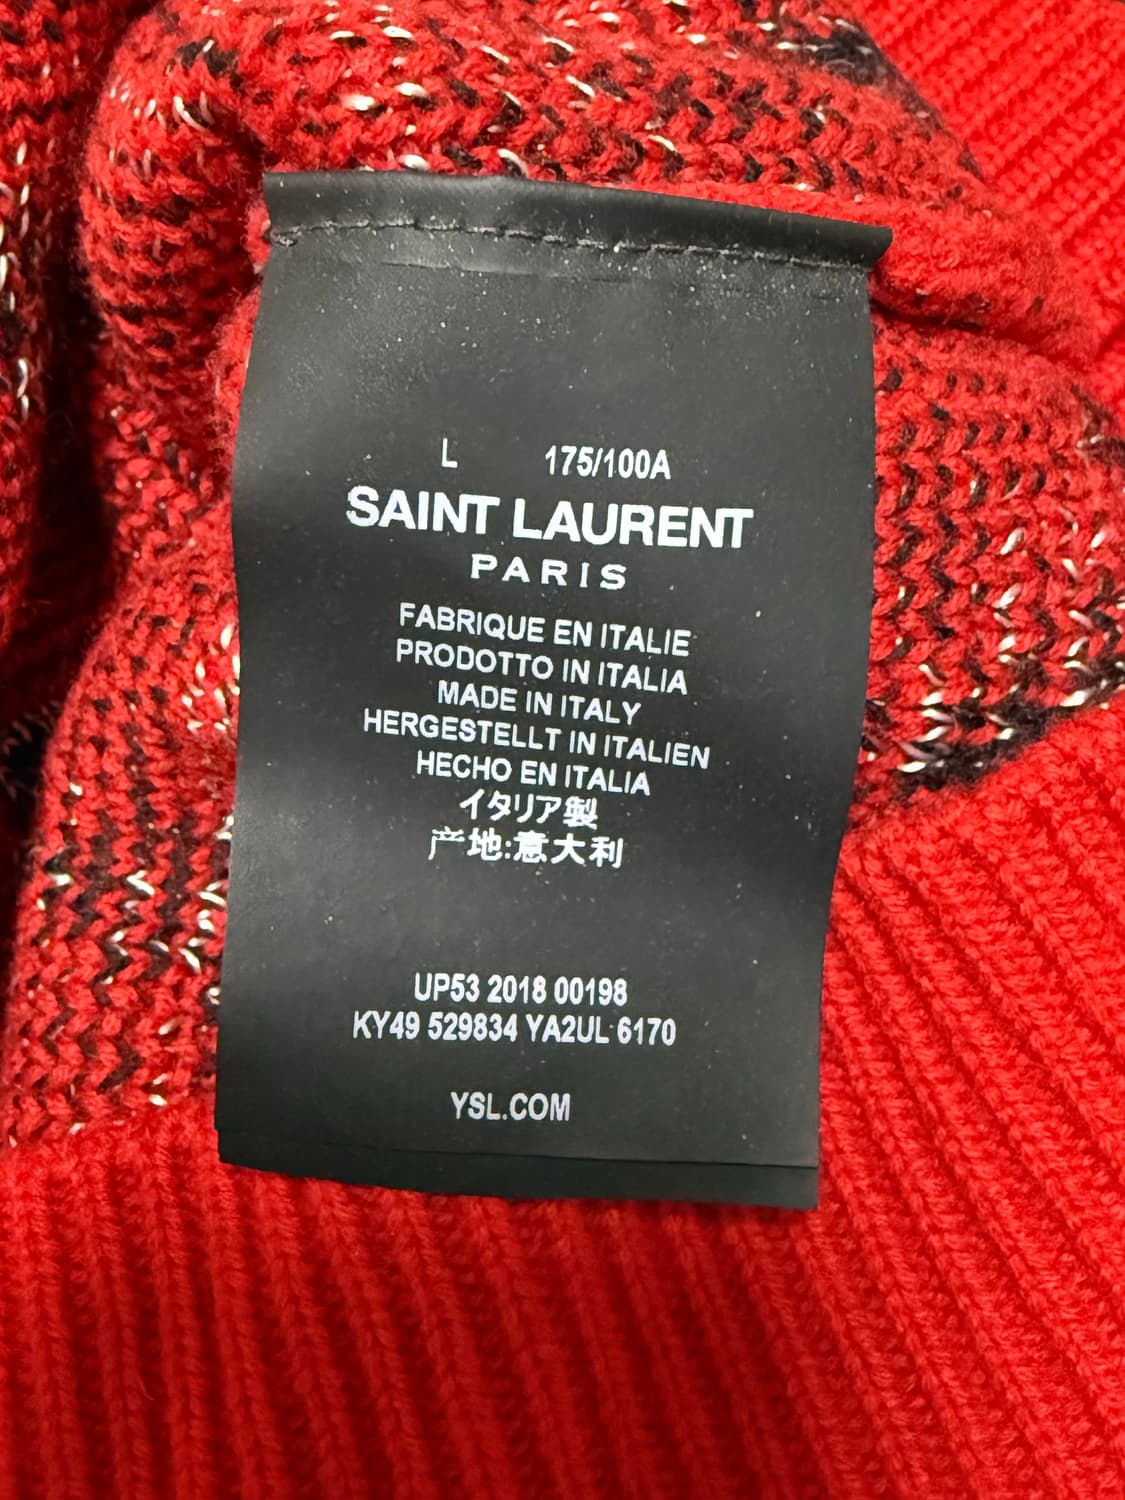 L 175/100A
SAINT LAURENT
PARIS
FABRIQUE EN ITALIE
PRODOTTO IN ITALIA
MADE IN ITALY
HERGESTELLT IN ITALIEN
HECHO EN ITALIA
イタリア製
产地:意大利
UP53 2018 00198
KY49 529834 YA2UL 6170
YSL.COM